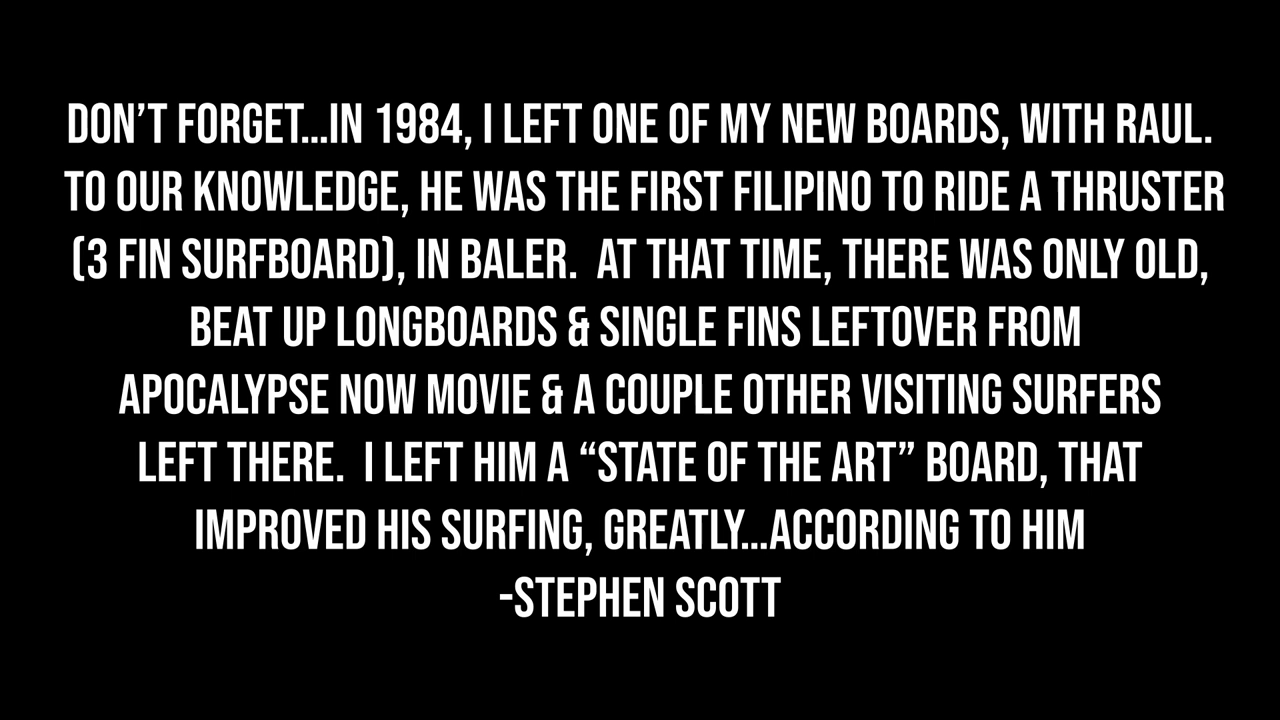 DON'T FORGET...IN 1984, I LEFT ONE OF MY NEW BOARDS, WITH RAUL.
TO OUR KNOWLEDGE, HE WAS THE FIRST FILIPINO TO RIDE A THRUSTER
(3 FIN SURFBOARD), IN BALER.  AT THAT TIME, THERE WAS ONLY OLD,
BEAT UP LONGBOARDS & SINGLE FINS LEFTOVER FROM
APOCALYPSE NOW MOVIE & A COUPLE OTHER VISITING SURFERS
LEFT THERE.  I LEFT HIM A “STATE OF THE ART” BOARD, THAT
IMPROVED HIS SURFING, GREATLY...ACCORDING TO HIM
-STEPHEN SCOTT